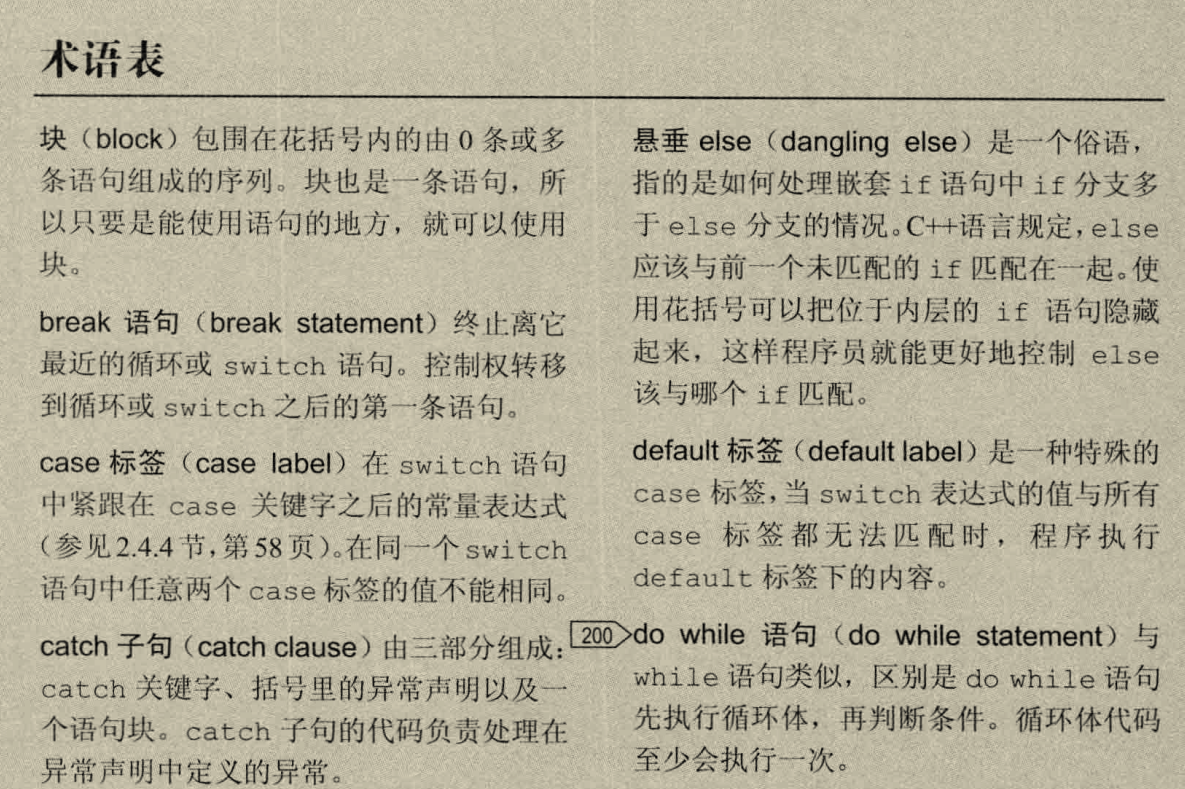 术语表
块（block）包围在花括号内的由 0 条或多
条语句组成的序列。块也是一条语句，所
以只要是能使用语句的地方，就可以使用
块。
break 语句（break statement）终止离它
最近的循环或 switch 语句。控制权转移
到循环或 switch 之后的第一条语句。
case 标签（case label）在 switch 语句
中紧跟在 case 关键字之后的常量表达式
（参见 2.4.4 节，第 58 页）。在同一个 switch
语句中任意两个 case 标签的值不能相同。
catch 子句（catch clause）由三部分组成：
catch 关键字、括号里的异常声明以及一
个语句块。catch 子句的代码负责处理在
异常声明中定义的异常。
悬垂 else（dangling else）是一个俗语，
指的是如何处理嵌套 if 语句中 if 分支多
于 else 分支的情况。C++语言规定，else
应该与前一个未匹配的 if 匹配在一起。使
用花括号可以把位于内层的 if 语句隐藏
起来，这样程序员就能更好地控制 else
该与哪个 if 匹配。
default 标签（default label）是一种特殊的
case 标签，当 switch 表达式的值与所有
case 标签都无法匹配时，程序执行
default 标签下的内容。
200
do while 语句（do while statement）与
while 语句类似，区别是 do while 语句
先执行循环体，再判断条件。循环体代码
至少会执行一次。